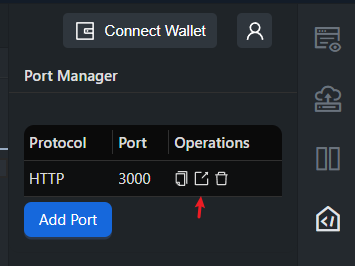 Connect Wallet
Port Manager
Protocol Port Operations
HTTP 3000
Add Port